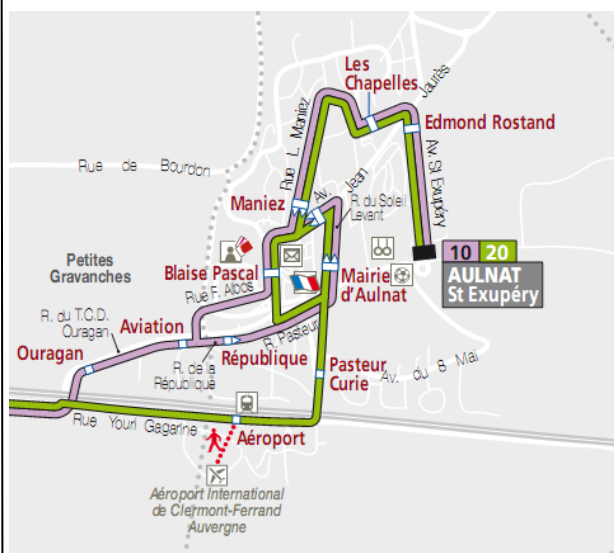 Les
Chapelles
Jaurès
Edmond Rostand
Rue L. Maniez
Av. St Exupéry
Rue de Bourdon
Av. Jean
R. du Soleil
Levant
Maniez
10 20
AULNAT
St Exupéry
Petites
Gravanches
Blaise Pascal
Mairie
d'Aulnat
Rue F. Albos
R. du T.C.D.
Ouragan
Aviation
R. Pasteur
Ouragan
République
R. de la
République
Pasteur
Curie
Av. du 8 Mai
Rue Youri Gagarine
Aéroport
Aéroport International
de Clermont-Ferrand
Auvergne